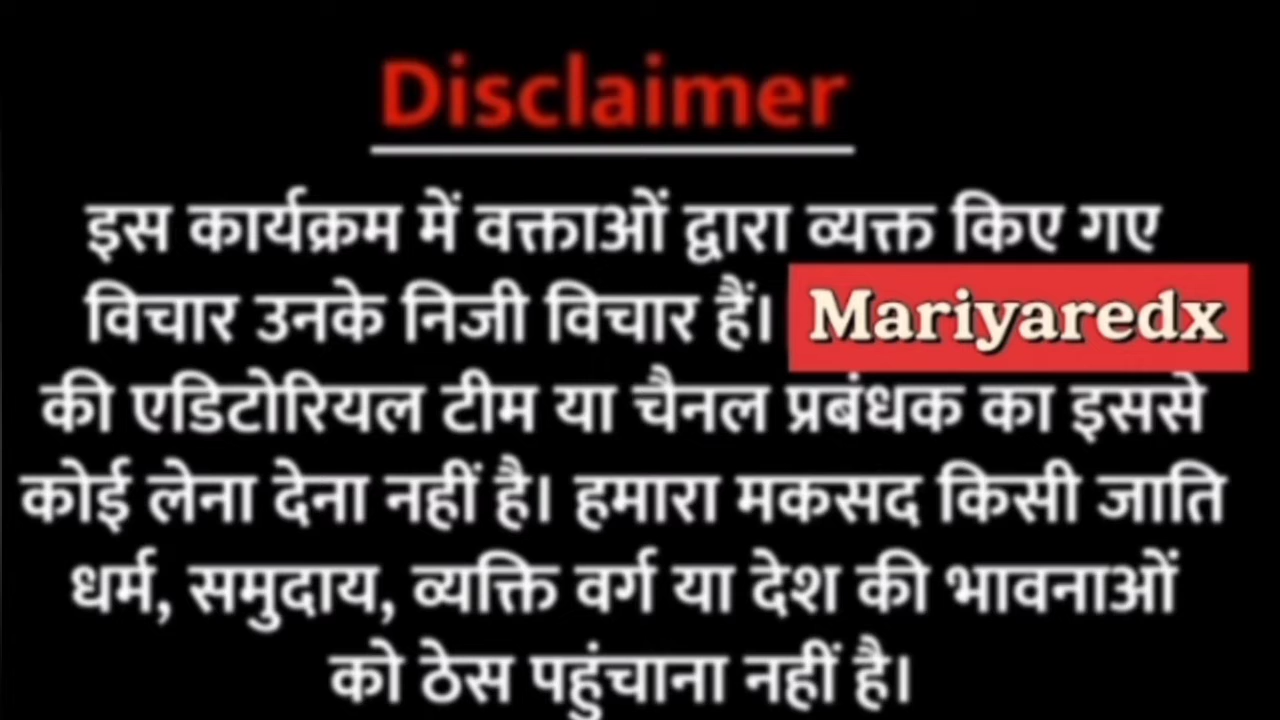 Disclaimer
इस कार्यक्रम में वक्ताओं द्वारा व्यक्त किए गए
विचार उनके निजी विचार हैं। Mariyaredx
की एडिटोरियल टीम या चैनल प्रबंधक का इससे
कोई लेना देना नहीं है। हमारा मकसद किसी जाति
धर्म, समुदाय, व्यक्ति वर्ग या देश की भावनाओं
को ठेस पहुंचाना नहीं है।